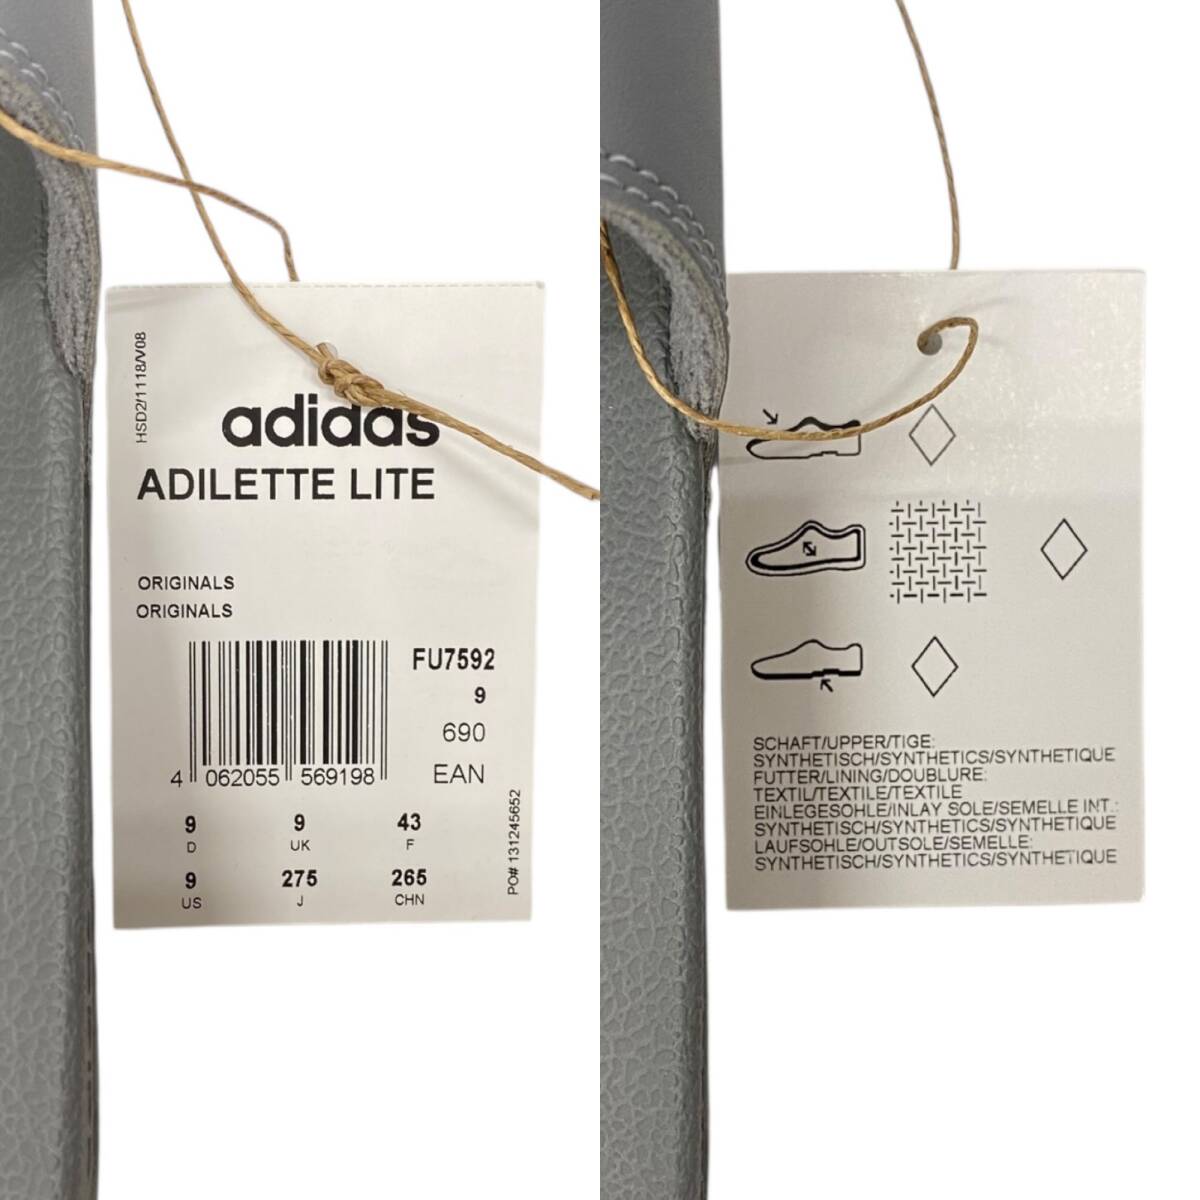 HSD2/1118/V08
adidas
ADILETTE LITE
ORIGINALS
ORIGINALS
FU7592
9
690
EAN
4 062055 569198
9 9 43
D UK F
9 275 265
US J CHN
PO# 131245652
SCHAFT/UPPER/TIGE:
SYNTHETISCH/SYNTHETICS/SYNTHETIQUE
FUTTER/LINING/DOUBLURE:
TEXTIL/TEXTILE/TEXTILE
EINLEGESOHLE/INLAY SOLE/SEMELLE INT.:
SYNTHETISCH/SYNTHETICS/SYNTHETIQUE
LAUFSOHLE/OUTSOLE/SEMELLE:
SYNTHETISCH/SYNTHETICS/SYNTHETIQUE